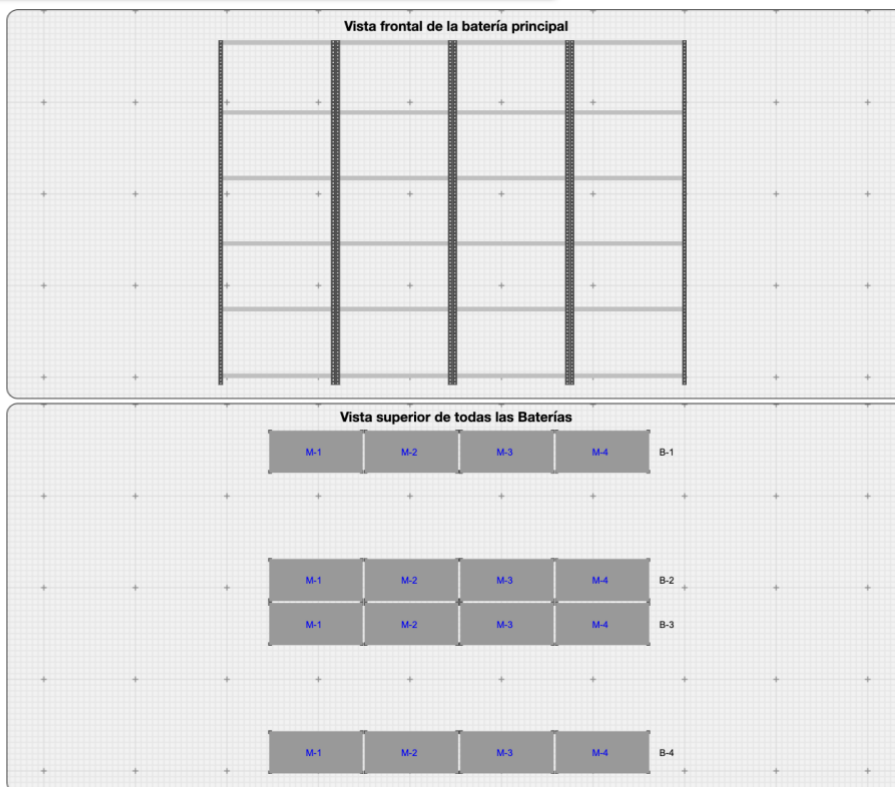 Vista frontal de la batería principal
Vista superior de todas las Baterías
M-1 M-2 M-3 M-4 B-1
M-1 M-2 M-3 M-4 B-2
M-1 M-2 M-3 M-4 B-3
M-1 M-2 M-3 M-4 B-4